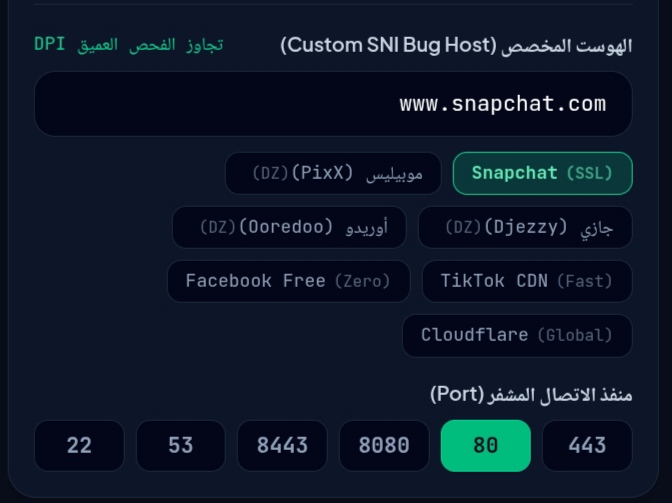 الهوست المخصص (Custom SNI Bug Host) تجاوز الفحص العميق DPI
www.snapchat.com
Snapchat (SSL) موبيليس (PixX) (DZ)
جازي (Djezzy) (DZ) أوريدو (Ooredoo) (DZ)
TikTok CDN (Fast) Facebook Free (Zero)
Cloudflare (Global)
منفذ الاتصال المشفر (Port)
443 80 8080 8443 53 22